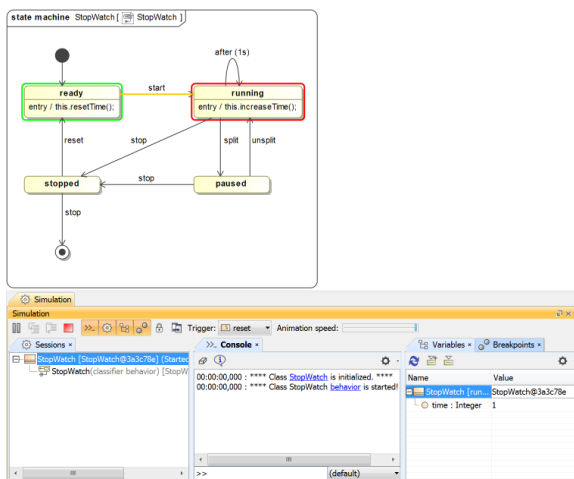 state machine StopWatch [ StopWatch ]
after (1s)
ready
start
running
entry / this.resetTime();
entry / this.increaseTime();
reset
stop
split
unsplit
stopped
stop
paused
stop
Simulation
Simulation
Trigger: reset
Animation speed:
Sessions ×
Console ×
Variables ×
Breakpoints ×
StopWatch [StopWatch@3a3c78e] (Started
StopWatch(classifier behavior) [StopW
00:00:00,000 : **** Class StopWatch is initialized. ****
00:00:00,000 : **** Class StopWatch behavior is started!
Name Value
StopWatch [run... StopWatch@3a3c78e
time : Integer 1
>> (default)